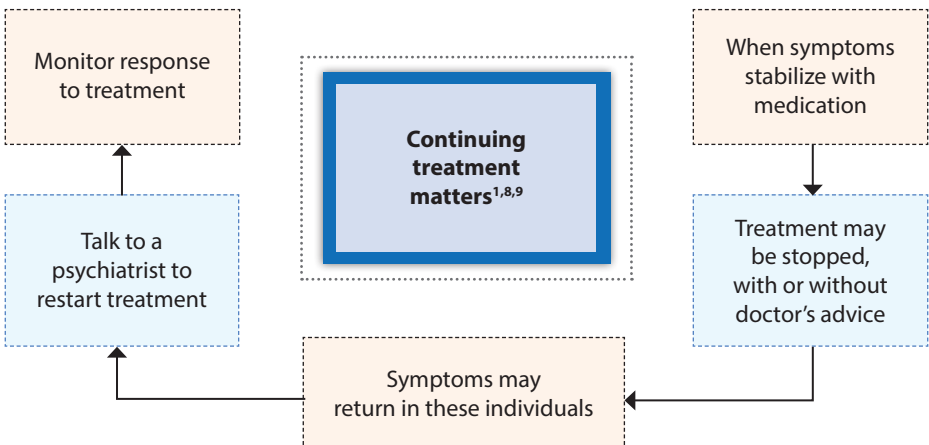 Monitor response
to treatment
Continuing
treatment
matters1,8,9
When symptoms
stabilize with
medication
Talk to a
psychiatrist to
restart treatment
Treatment may
be stopped,
with or without
doctor’s advice
Symptoms may
return in these individuals